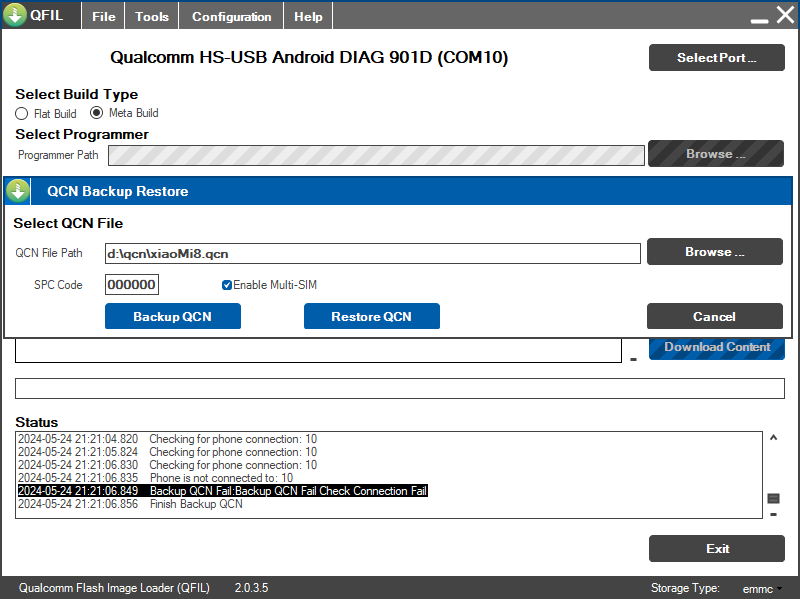 QFIL File Tools Configuration Help
Qualcomm HS-USB Android DIAG 901D (COM10)
Select Port ...
Select Build Type
Flat Build Meta Build
Select Programmer
Programmer Path Browse ...
QCN Backup Restore
Select QCN File
QCN File Path d:\qcn\xiaoMi8.qcn Browse ...
SPC Code 000000 Enable Multi-SIM
Backup QCN Restore QCN Cancel
Download Content
Status
2024-05-24 21:21:04.820 Checking for phone connection: 10
2024-05-24 21:21:05.824 Checking for phone connection: 10
2024-05-24 21:21:06.830 Checking for phone connection: 10
2024-05-24 21:21:06.835 Phone is not connected to: 10
2024-05-24 21:21:06.849 Backup QCN Fail:Backup QCN Fail Check Connection Fail
2024-05-24 21:21:06.856 Finish Backup QCN
Exit
Qualcomm Flash Image Loader (QFIL) 2.0.3.5 Storage Type: emmc